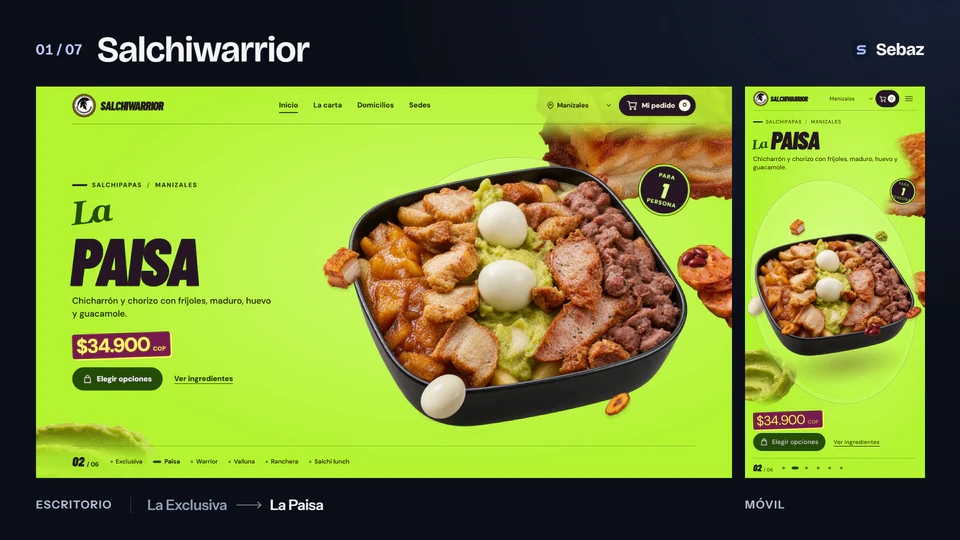 01 / 07 Salchiwarrior
S Sebaz
SALCHIWARRIOR
Inicio La carta Domicilios Sedes
Manizales
Mi pedido 0
SALCHIPAPAS / MANIZALES
La
PAISA
Chicharrón y chorizo con fríjoles, maduro, huevo
y guacamole.
$34.900 COP
Elegir opciones Ver ingredientes
PARA
1
PERSONA
02 / 06 Exclusiva Paisa Warrior Valluna Ranchera Salchi lunch
SALCHIWARRIOR
Manizales 0
SALCHIPAPAS / MANIZALES
La PAISA
Chicharrón y chorizo con fríjoles, maduro, huevo y
guacamole.
PARA
1
PERSONA
$34.900 COP
Elegir opciones Ver ingredientes
02 / 06
ESCRITORIO La Exclusiva → La Paisa
MÓVIL